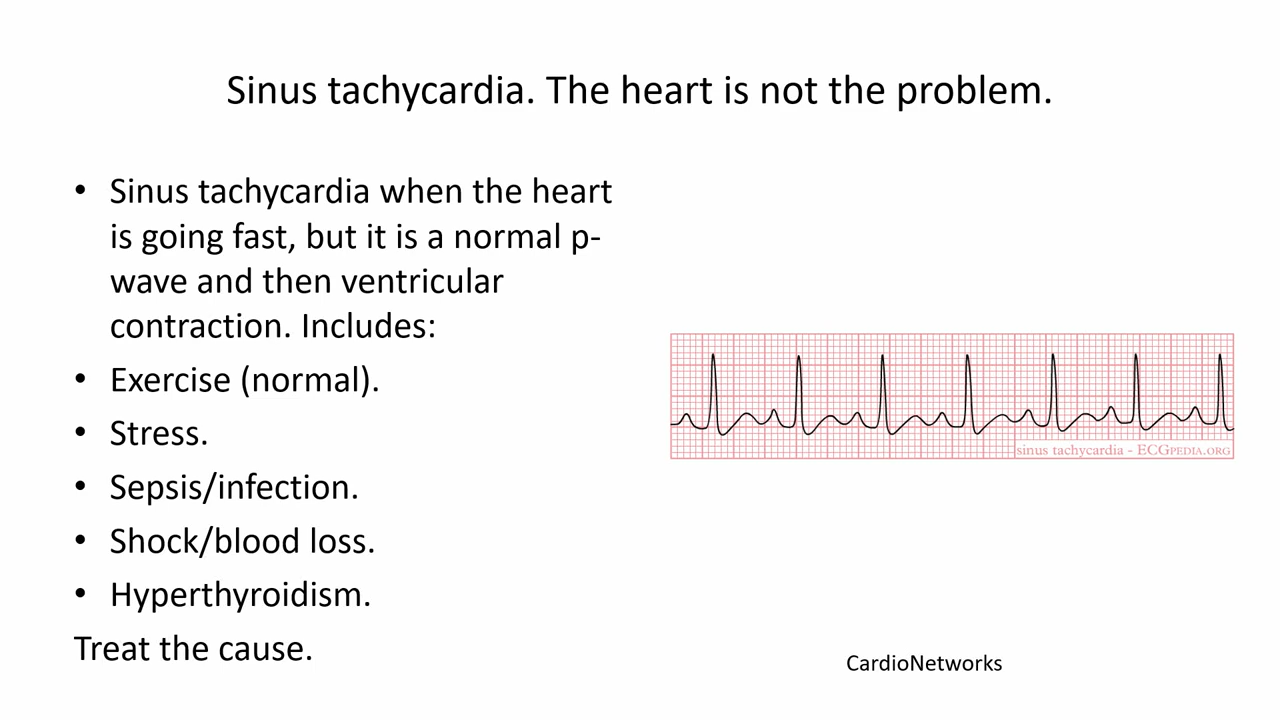 Sinus tachycardia. The heart is not the problem.
• Sinus tachycardia when the heart
is going fast, but it is a normal p-
wave and then ventricular
contraction. Includes:
• Exercise (normal).
• Stress.
• Sepsis/infection.
• Shock/blood loss.
• Hyperthyroidism.
Treat the cause.
sinus tachycardia - ECGPEDIA.ORG
CardioNetworks